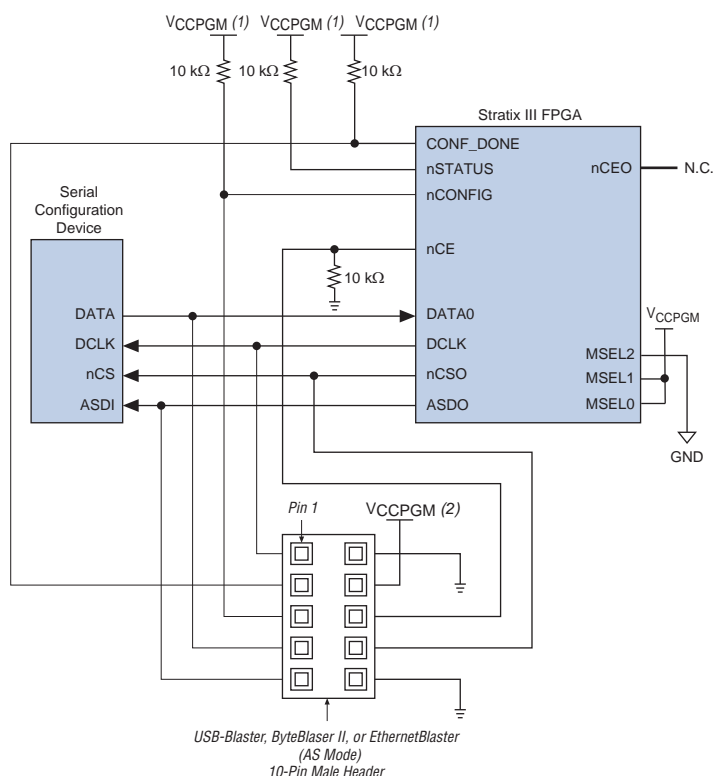 VCCPGM (1) VCCPGM (1) VCCPGM (1)
10 kΩ 10 kΩ 10 kΩ
Stratix III FPGA
CONF_DONE
nSTATUS
nCONFIG
nCE
nCEO
N.C.
10 kΩ
Serial
Configuration
Device
DATA
DCLK
nCS
ASDI
DATA0
DCLK
nCSO
ASDO
VCCPGM
MSEL2
MSEL1
MSEL0
GND
Pin 1
VCCPGM (2)
USB-Blaster, ByteBlaser II, or EthernetBlaster
(AS Mode)
10-Pin Male Header